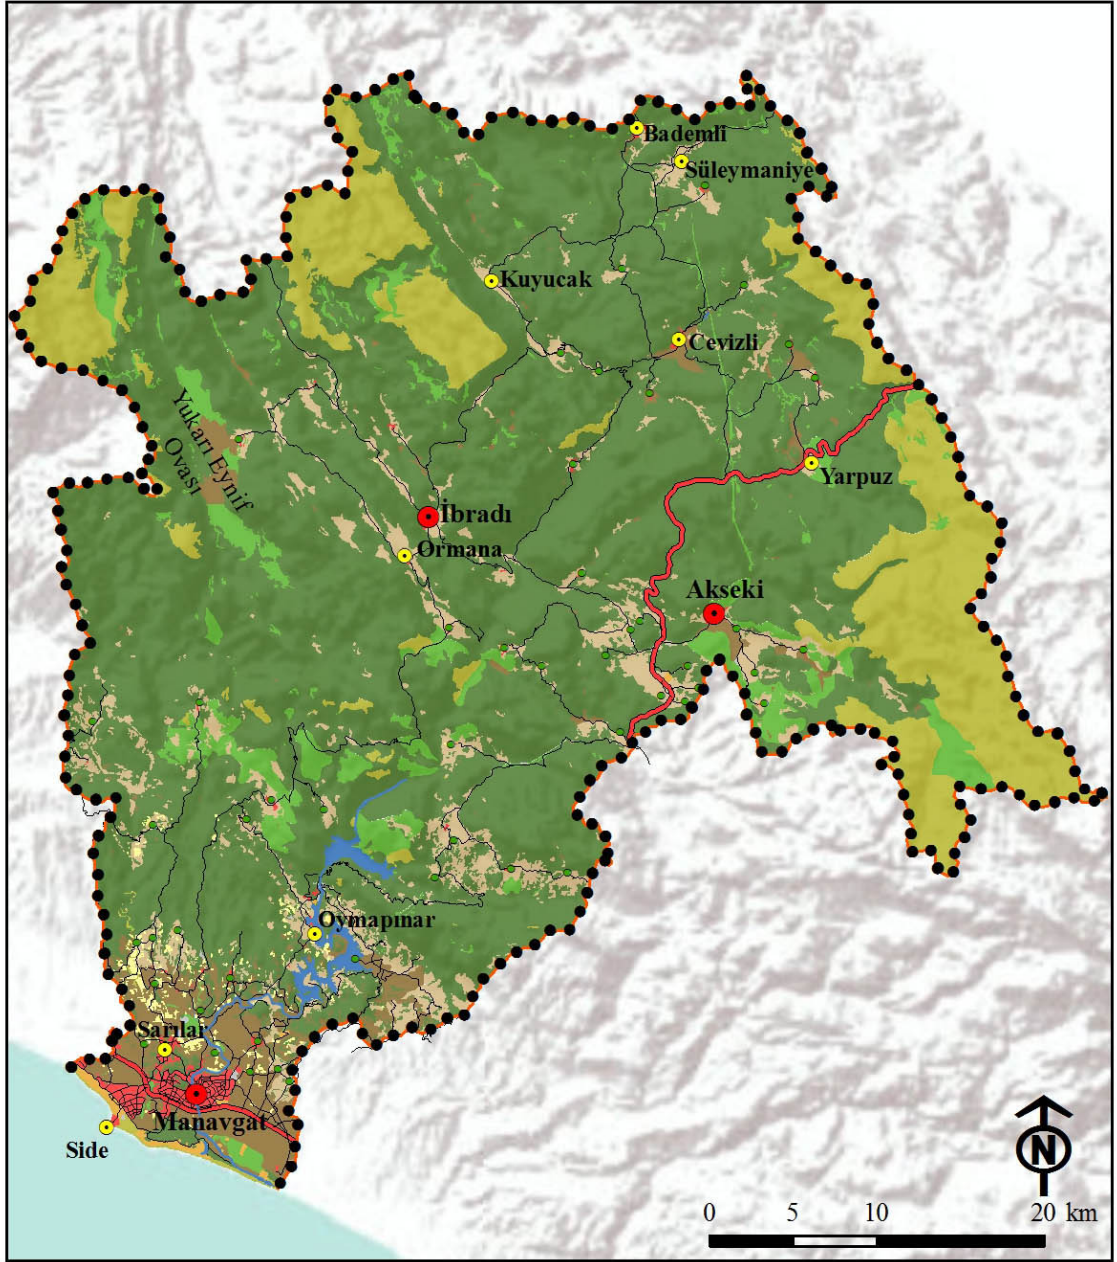 Bademli
Süleymaniye
Kuyucak
Cevizli
Yukarı Eynif
Ovası
Yarpuz
İbradı
Ormana
Akseki
Oymapınar
Sarılar
Manavgat
Side
N
0 5 10 20 km